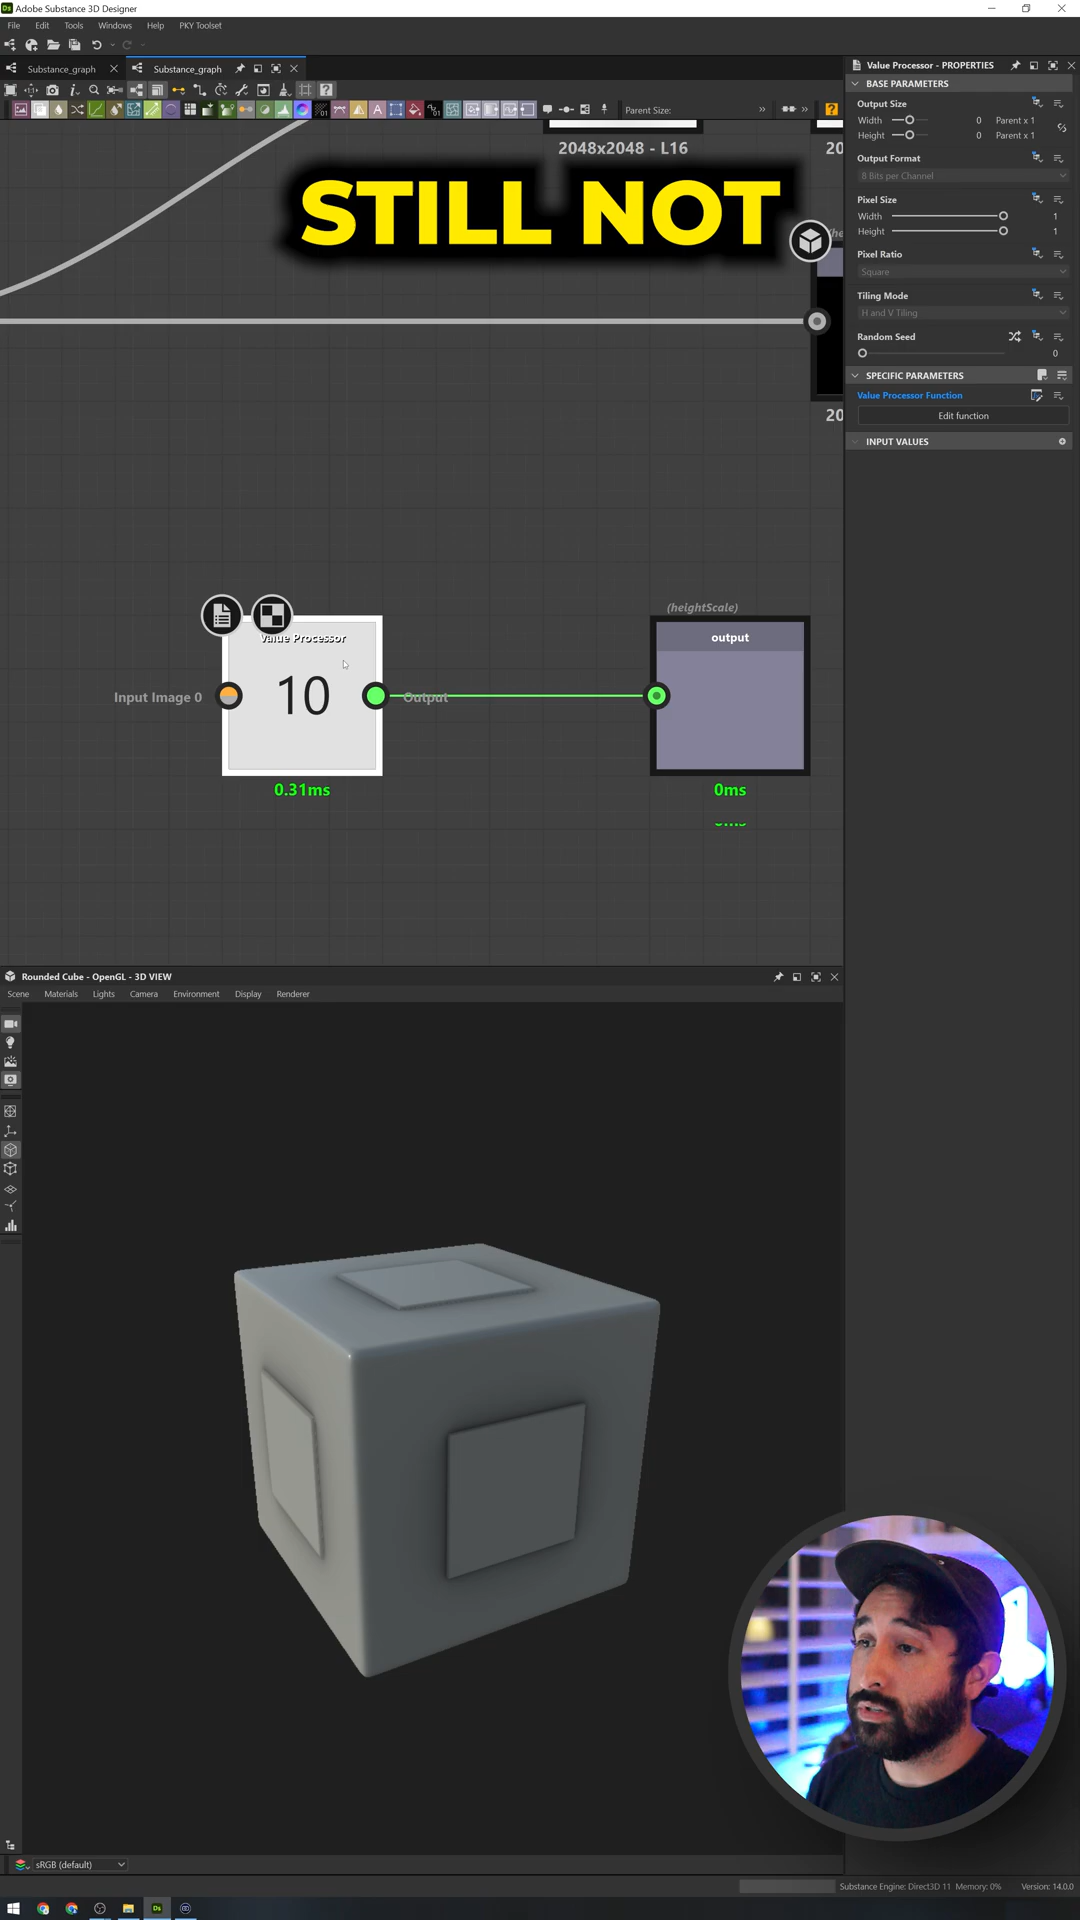 Adobe Substance 3D Designer
File Edit Tools Windows Help PKY Toolset
Substance_graph
Substance_graph
Parent Size:
Value Processor - PROPERTIES
BASE PARAMETERS
Output Size
Width 0 Parent x 1
Height 0 Parent x 1
Output Format
8 Bits per Channel
Pixel Size
Width 1
Height 1
Pixel Ratio
Square
Tiling Mode
H and V Tiling
Random Seed
0
SPECIFIC PARAMETERS
Value Processor Function
Edit function
INPUT VALUES
2048x2048 - L16
20
STILL NOT
(he
20
(heightScale)
Value Processor
output
Input Image 0
10
Output
0.31ms
0ms
Rounded Cube - OpenGL - 3D VIEW
Scene Materials Lights Camera Environment Display Renderer
sRGB (default)
Substance Engine: Direct3D 11 Memory: 0% Version: 14.0.0
Ds